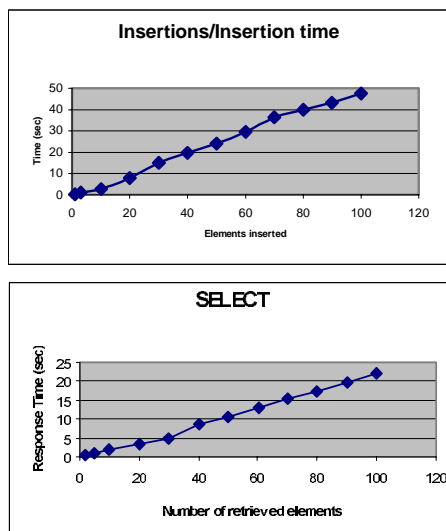 Insertions/Insertion time
50
40
30
20
10
0
Time (sec)
0 20 40 60 80 100 120
Elements inserted
SELECT
25
20
15
10
5
0
Response Time (sec)
0 20 40 60 80 100 120
Number of retrieved elements